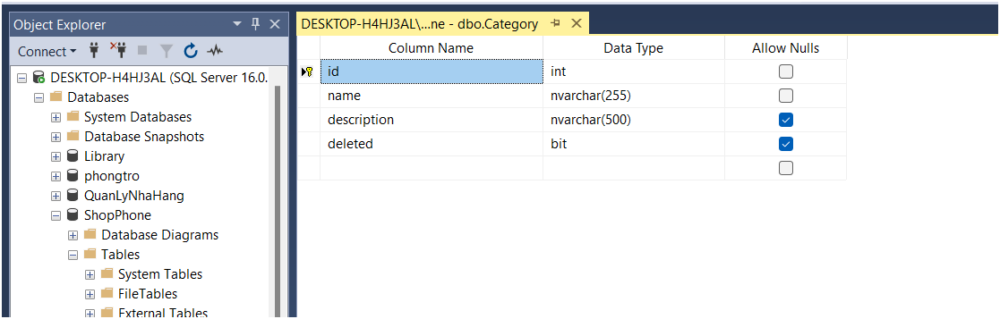 Object Explorer
Connect
DESKTOP-H4HJ3AL (SQL Server 16.0.
Databases
System Databases
Database Snapshots
Library
phongtro
QuanLyNhaHang
ShopPhone
Database Diagrams
Tables
System Tables
FileTables
External Tables
DESKTOP-H4HJ3AL\...ne - dbo.Category
Column Name Data Type Allow Nulls
id int
name nvarchar(255)
description nvarchar(500)
deleted bit